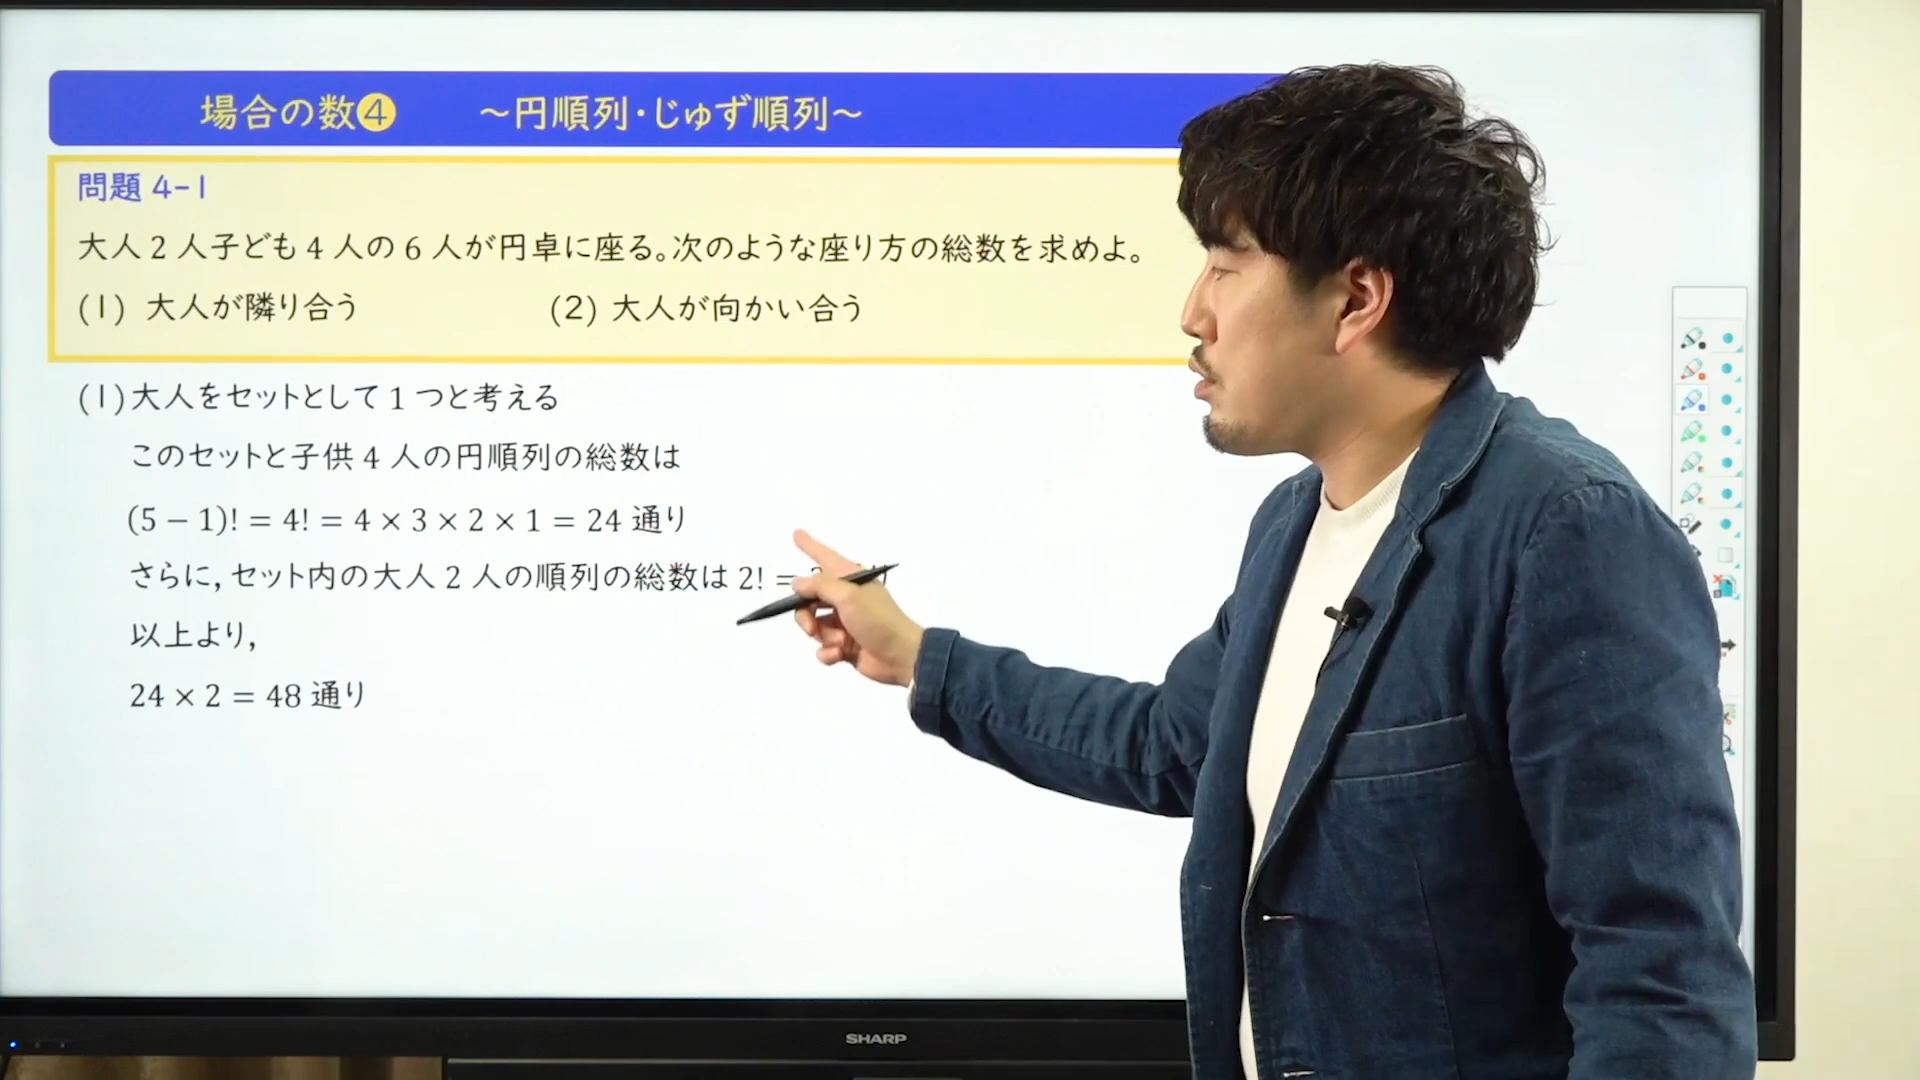 場合の数❹ ～円順列・じゅず順列～
問題 4-1
大人 2 人子ども 4 人の 6 人が円卓に座る。次のような座り方の総数を求めよ。
(1) 大人が隣り合う (2) 大人が向かい合う
(1)大人をセットとして 1 つと考える
このセットと子供 4 人の円順列の総数は
(5 − 1)! = 4! = 4 × 3 × 2 × 1 = 24 通り
さらに, セット内の大人 2 人の順列の総数は 2! =
以上より,
24 × 2 = 48 通り
SHARP